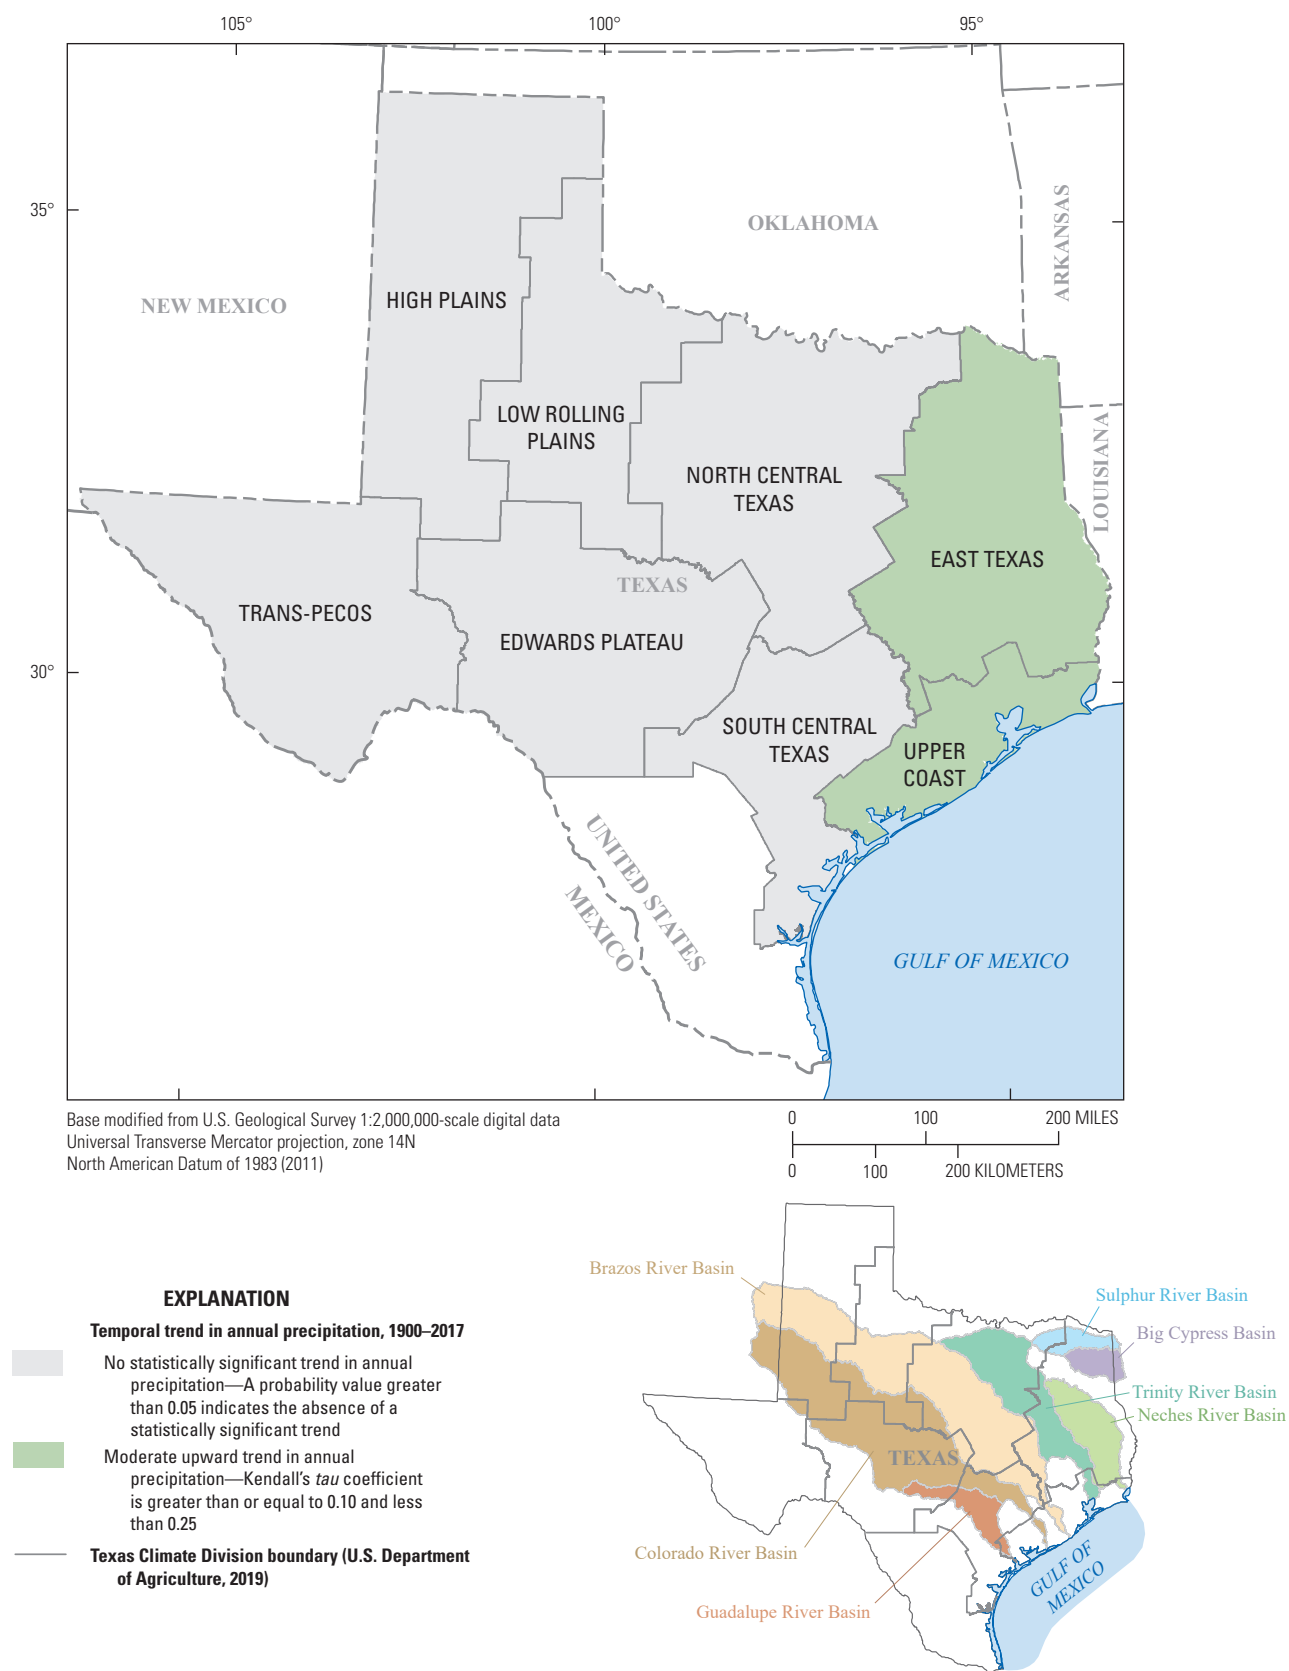 105°
100°
95°
35°
30°
OKLAHOMA
ARKANSAS
NEW MEXICO
HIGH PLAINS
LOW ROLLING
PLAINS
NORTH CENTRAL
TEXAS
LOUISIANA
EAST TEXAS
TEXAS
TRANS-PECOS
EDWARDS PLATEAU
SOUTH CENTRAL
TEXAS
UPPER
COAST
UNITED STATES
MEXICO
GULF OF MEXICO
Base modified from U.S. Geological Survey 1:2,000,000-scale digital data
Universal Transverse Mercator projection, zone 14N
North American Datum of 1983 (2011)
0
100
200 MILES
0
100
200 KILOMETERS
EXPLANATION
Temporal trend in annual precipitation, 1900–2017
No statistically significant trend in annual
precipitation—A probability value greater
than 0.05 indicates the absence of a
statistically significant trend
Moderate upward trend in annual
precipitation—Kendall's tau coefficient
is greater than or equal to 0.10 and less
than 0.25
Texas Climate Division boundary (U.S. Department
of Agriculture, 2019)
Brazos River Basin
Sulphur River Basin
Big Cypress Basin
Trinity River Basin
Neches River Basin
TEXAS
Colorado River Basin
Guadalupe River Basin
GULF OF
MEXICO